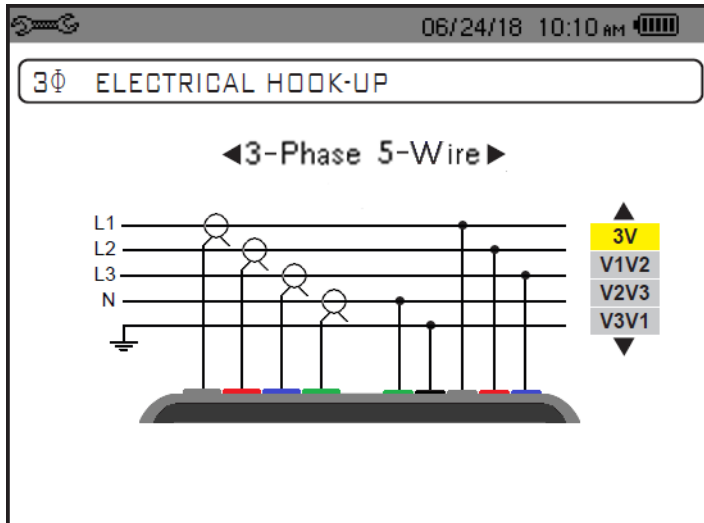 06/24/18 10:10 AM
3Φ ELECTRICAL HOOK-UP
◀3-Phase 5-Wire▶
L1
L2
L3
N
3V
V1V2
V2V3
V3V1